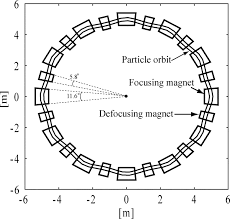 6
4
2
0
-2
-4
-6
[m]
Particle orbit
5.8°
Focusing magnet
11.6°
Defocusing magnet
-6 -4 -2 0 2 4 6
[m]